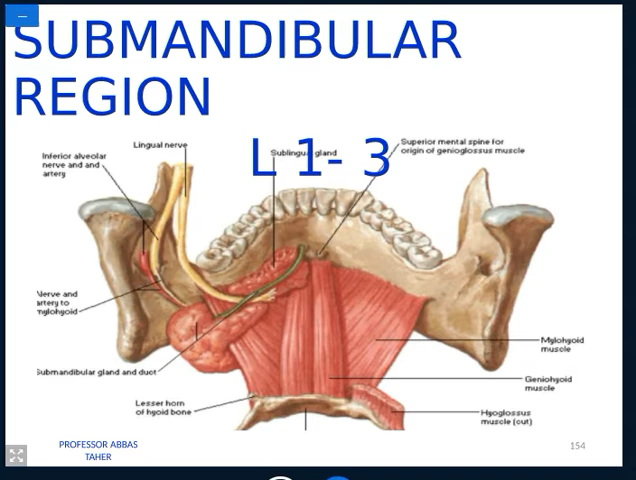 SUBMANDIBULAR
REGION
L 1- 3
Lingual nerve
Sublingual gland
Superior mental spine for
origin of genioglossus muscle
Inferior alveolar
nerve and and
artery
Nerve and
artery to
mylohyoid
Submandibular gland and duct
Mylohyoid
muscle
Geniohyoid
muscle
Lesser horn
of hyoid bone
Hyoglossus
muscle (cut)
PROFESSOR ABBAS
TAHER
154